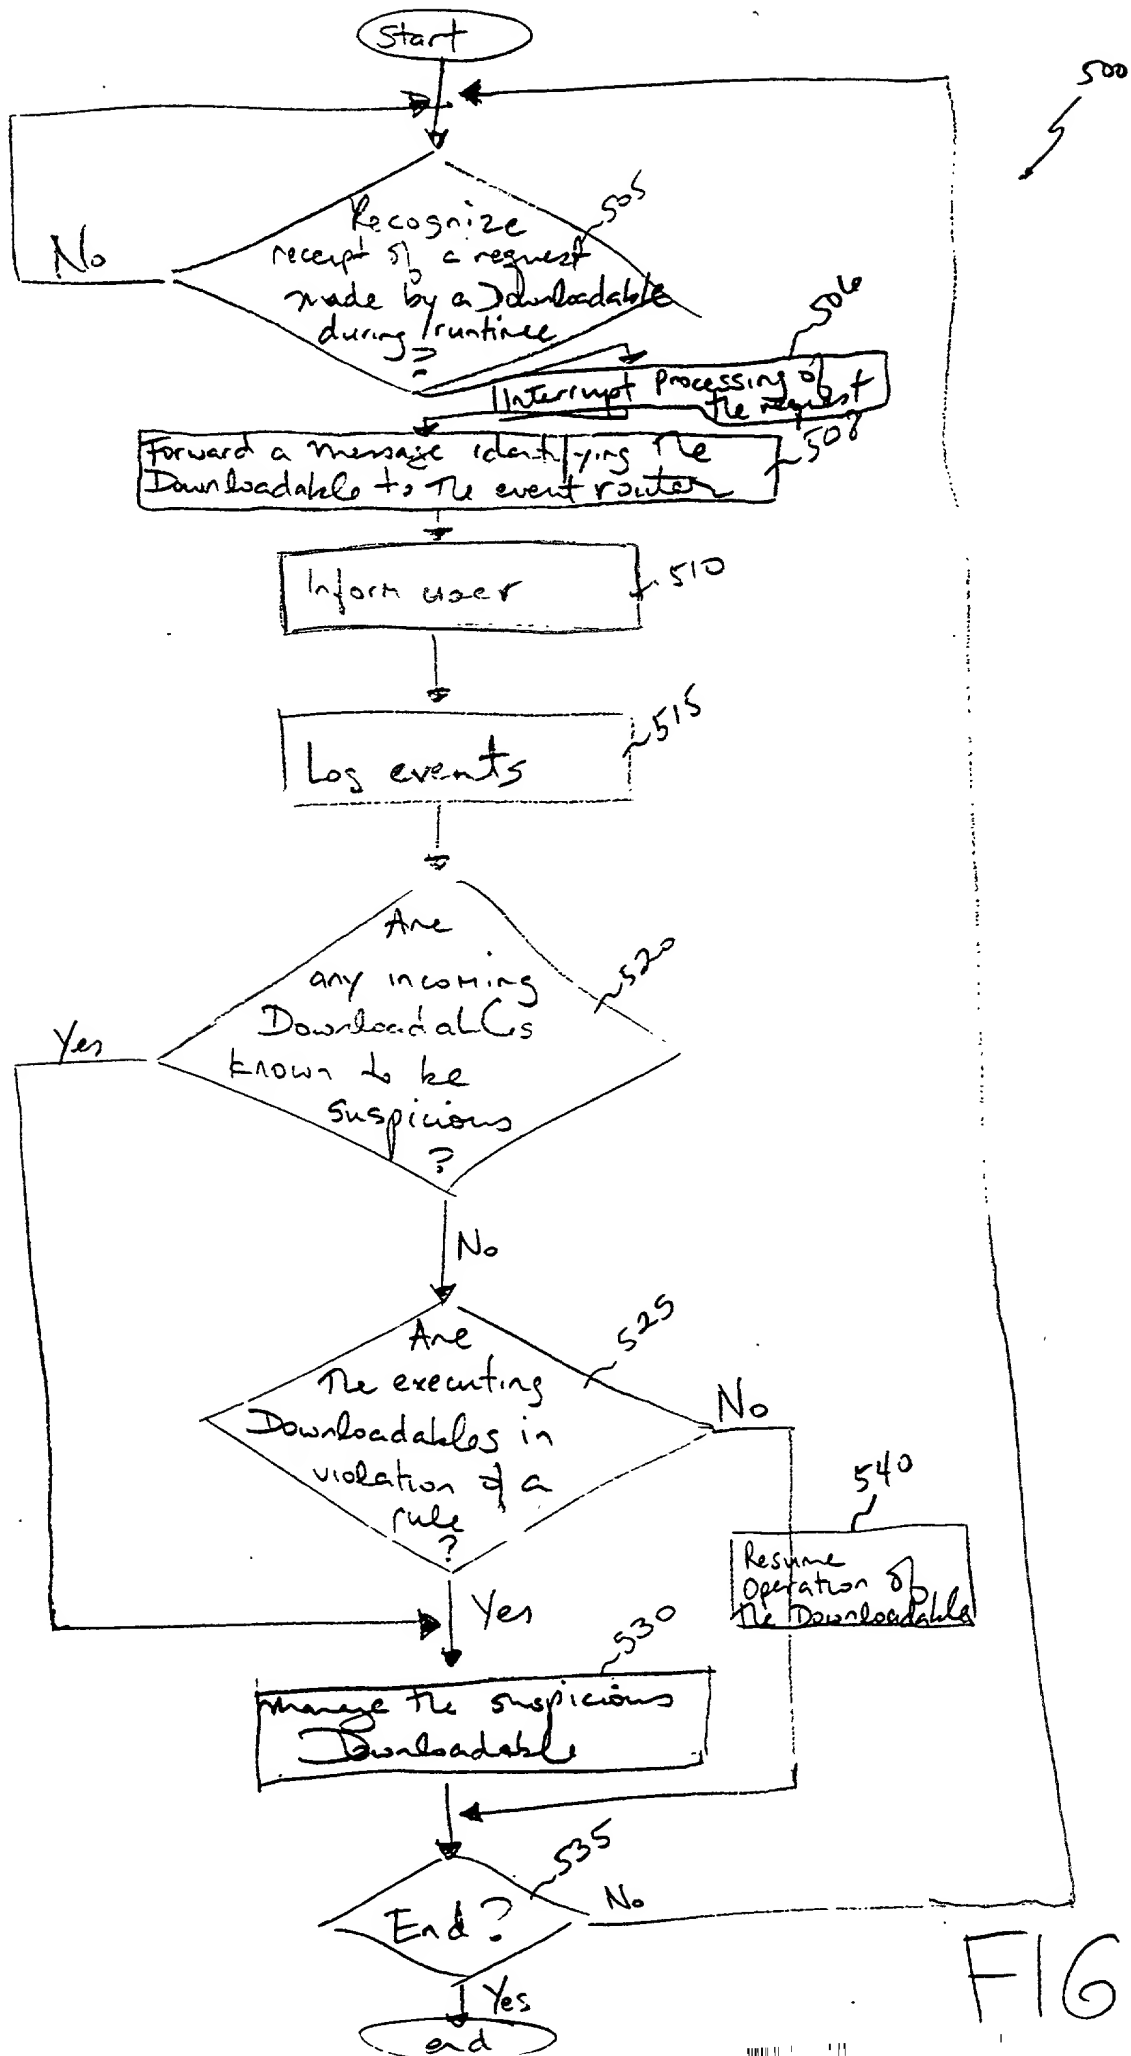 Start
500
Recognize
receipt of a request
made by a Downloadable
during runtime
?
505
No
506
Interrupt processing of
the request
Forward a message identifying the
Downloadable to the event router
508
Inform user
510
Log events
515
Are
any incoming
Downloadables
known to be
suspicious
?
520
Yes
No
Are
The executing
Downloadables in
violation of a
rule
?
525
No
540
Resume
Operation of
the Downloadable
Yes
530
manage the suspicious
Downloadable
535
End?
No
Yes
end
FIG